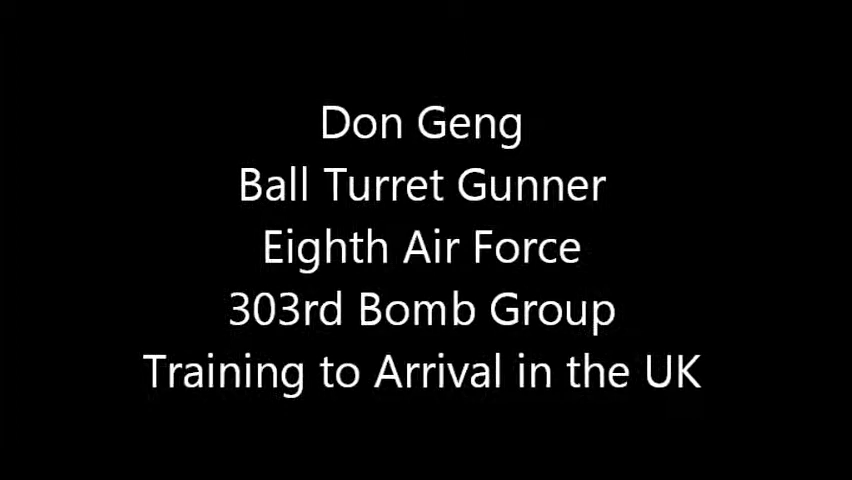 Don Geng
Ball Turret Gunner
Eighth Air Force
303rd Bomb Group
Training to Arrival in the UK